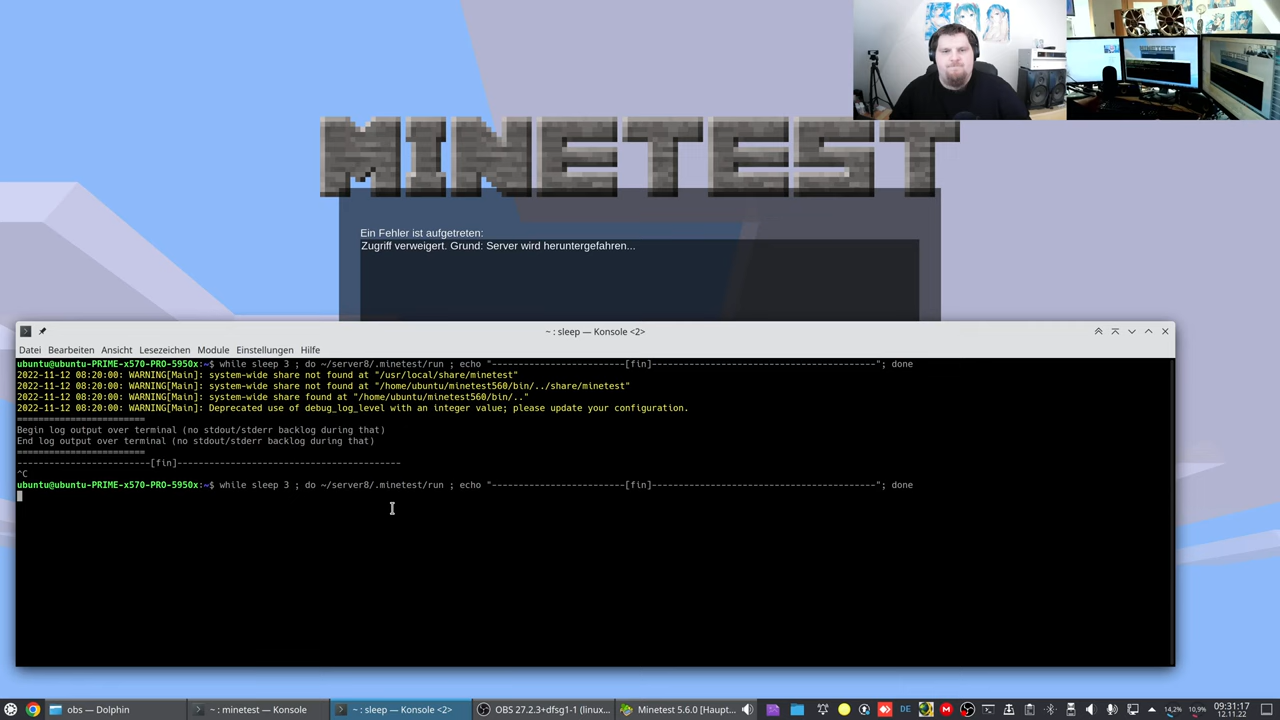 MINETEST
Ein Fehler ist aufgetreten:
Zugriff verweigert. Grund: Server wird heruntergefahren...
~ : sleep — Konsole <2>
Datei Bearbeiten Ansicht Lesezeichen Module Einstellungen Hilfe
ubuntu@ubuntu-PRIME-x570-PRO-5950x:~$ while sleep 3 ; do ~/server8/.minetest/run ; echo "-------------------------[fin]------------------------------------------"; done
2022-11-12 08:20:00: WARNING[Main]: system-wide share not found at "/usr/local/share/minetest"
2022-11-12 08:20:00: WARNING[Main]: system-wide share not found at "/home/ubuntu/minetest560/bin/../share/minetest"
2022-11-12 08:20:00: WARNING[Main]: system-wide share found at "/home/ubuntu/minetest560/bin/.."
2022-11-12 08:20:00: WARNING[Main]: Deprecated use of debug_log_level with an integer value; please update your configuration.
========================
Begin log output over terminal (no stdout/stderr backlog during that)
End log output over terminal (no stdout/stderr backlog during that)
========================
-------------------------[fin]------------------------------------------
^C
ubuntu@ubuntu-PRIME-x570-PRO-5950x:~$ while sleep 3 ; do ~/server8/.minetest/run ; echo "-------------------------[fin]------------------------------------------"; done
obs — Dolphin
~ : minetest — Konsole
~ : sleep — Konsole <2>
OBS 27.2.3+dfsg1-1 (linux...
Minetest 5.6.0 [Haupt...
DE
14,2%
10,9%
09:31:17
12.11.22